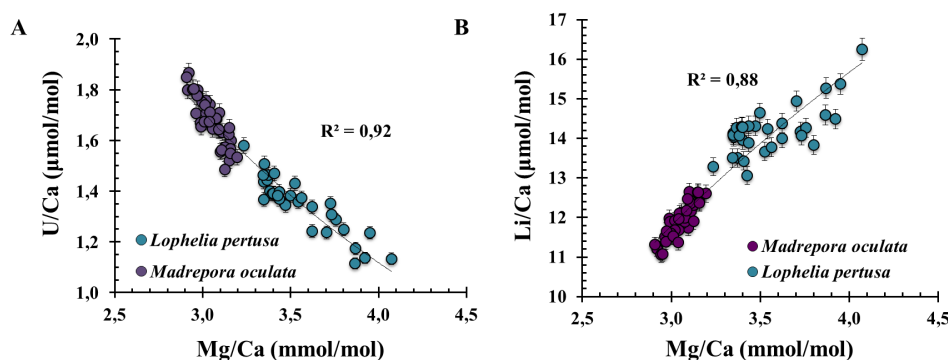 A
U/Ca (µmol/mol)
2,0
1,8
1,6
1,4
1,2
1,0
R² = 0,92
Lophelia pertusa
Madrepora oculata
2,5 3,0 3,5 4,0 4,5
Mg/Ca (mmol/mol)
B
Li/Ca (µmol/mol)
17
16
15
14
13
12
11
10
R² = 0,88
Madrepora oculata
Lophelia pertusa
2,5 3,0 3,5 4,0 4,5
Mg/Ca (mmol/mol)